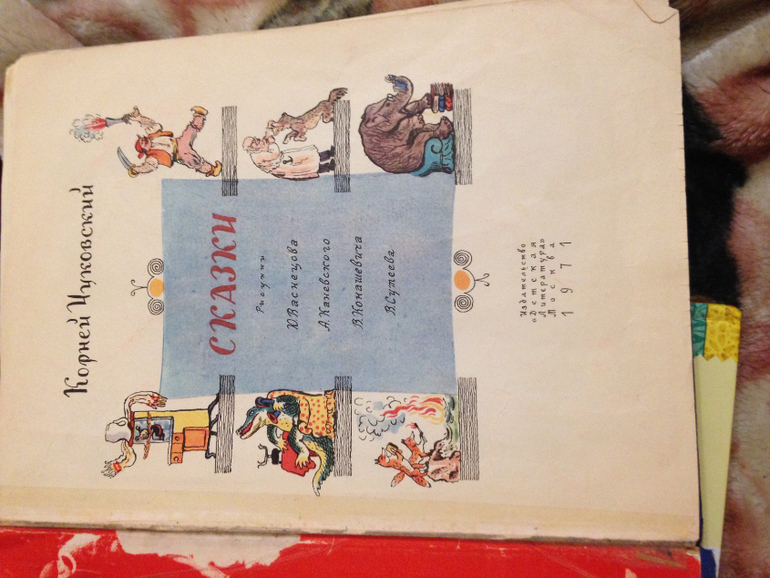 Корней Чуковский
СКАЗКИ
Рисунки
Ю.Васнецова
А.Каневского
В.Конашевича
В.Сутеева
Издательство
«Детская
Литература»
Москва
1971